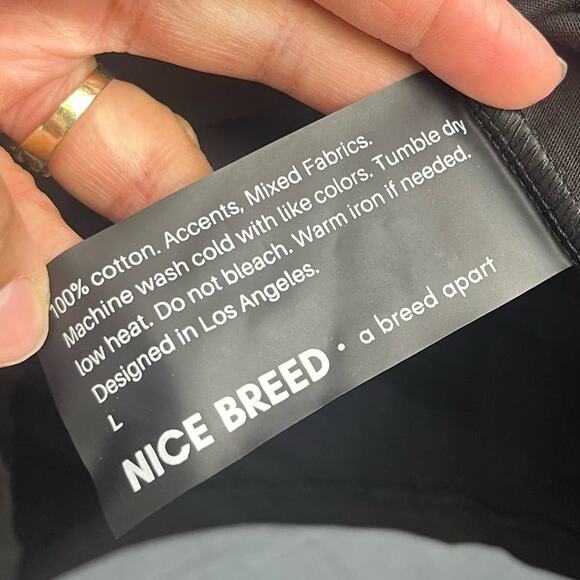 100% cotton. Accents, Mixed Fabrics.
Machine wash cold with like colors. Tumble dry
low heat. Do not bleach. Warm iron if needed.
Designed in Los Angeles.
L
NICE BREED • a breed apart